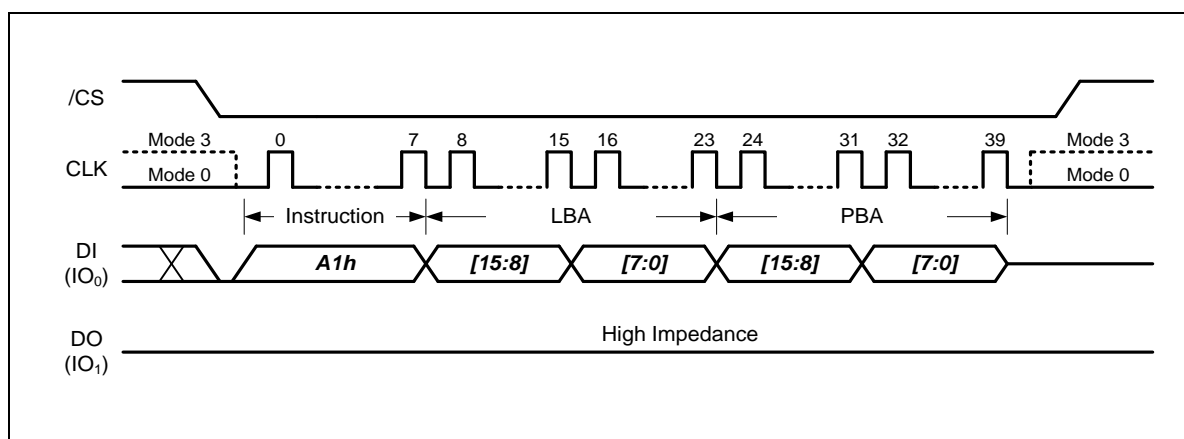 /CS
Mode 3 0 7 8 15 16 23 24 31 32 39 Mode 3
CLK
Mode 0 Mode 0
Instruction LBA PBA
DI
(IO₀)
A1h [15:8] [7:0] [15:8] [7:0]
High Impedance
DO
(IO₁)